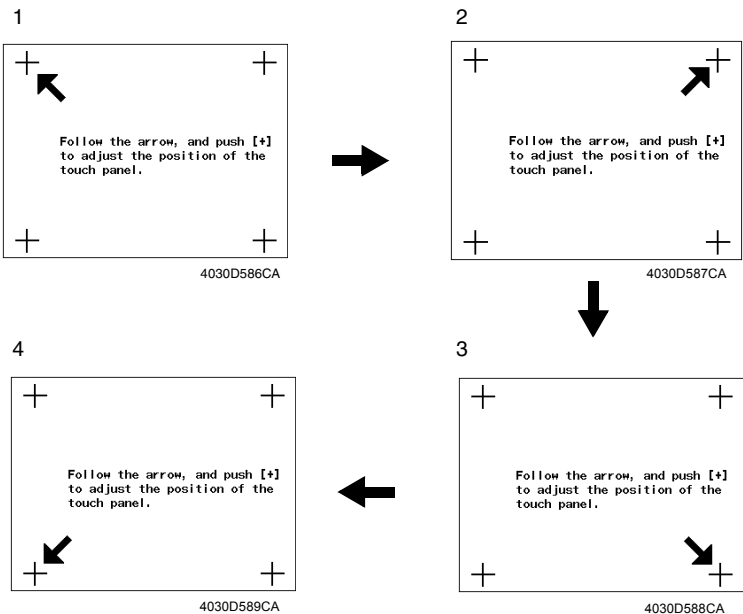 1
Follow the arrow, and push [+]
to adjust the position of the
touch panel.
4030D586CA
2
Follow the arrow, and push [+]
to adjust the position of the
touch panel.
4030D587CA
3
Follow the arrow, and push [+]
to adjust the position of the
touch panel.
4030D588CA
4
Follow the arrow, and push [+]
to adjust the position of the
touch panel.
4030D589CA